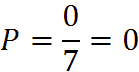 P = 0/7 = 0